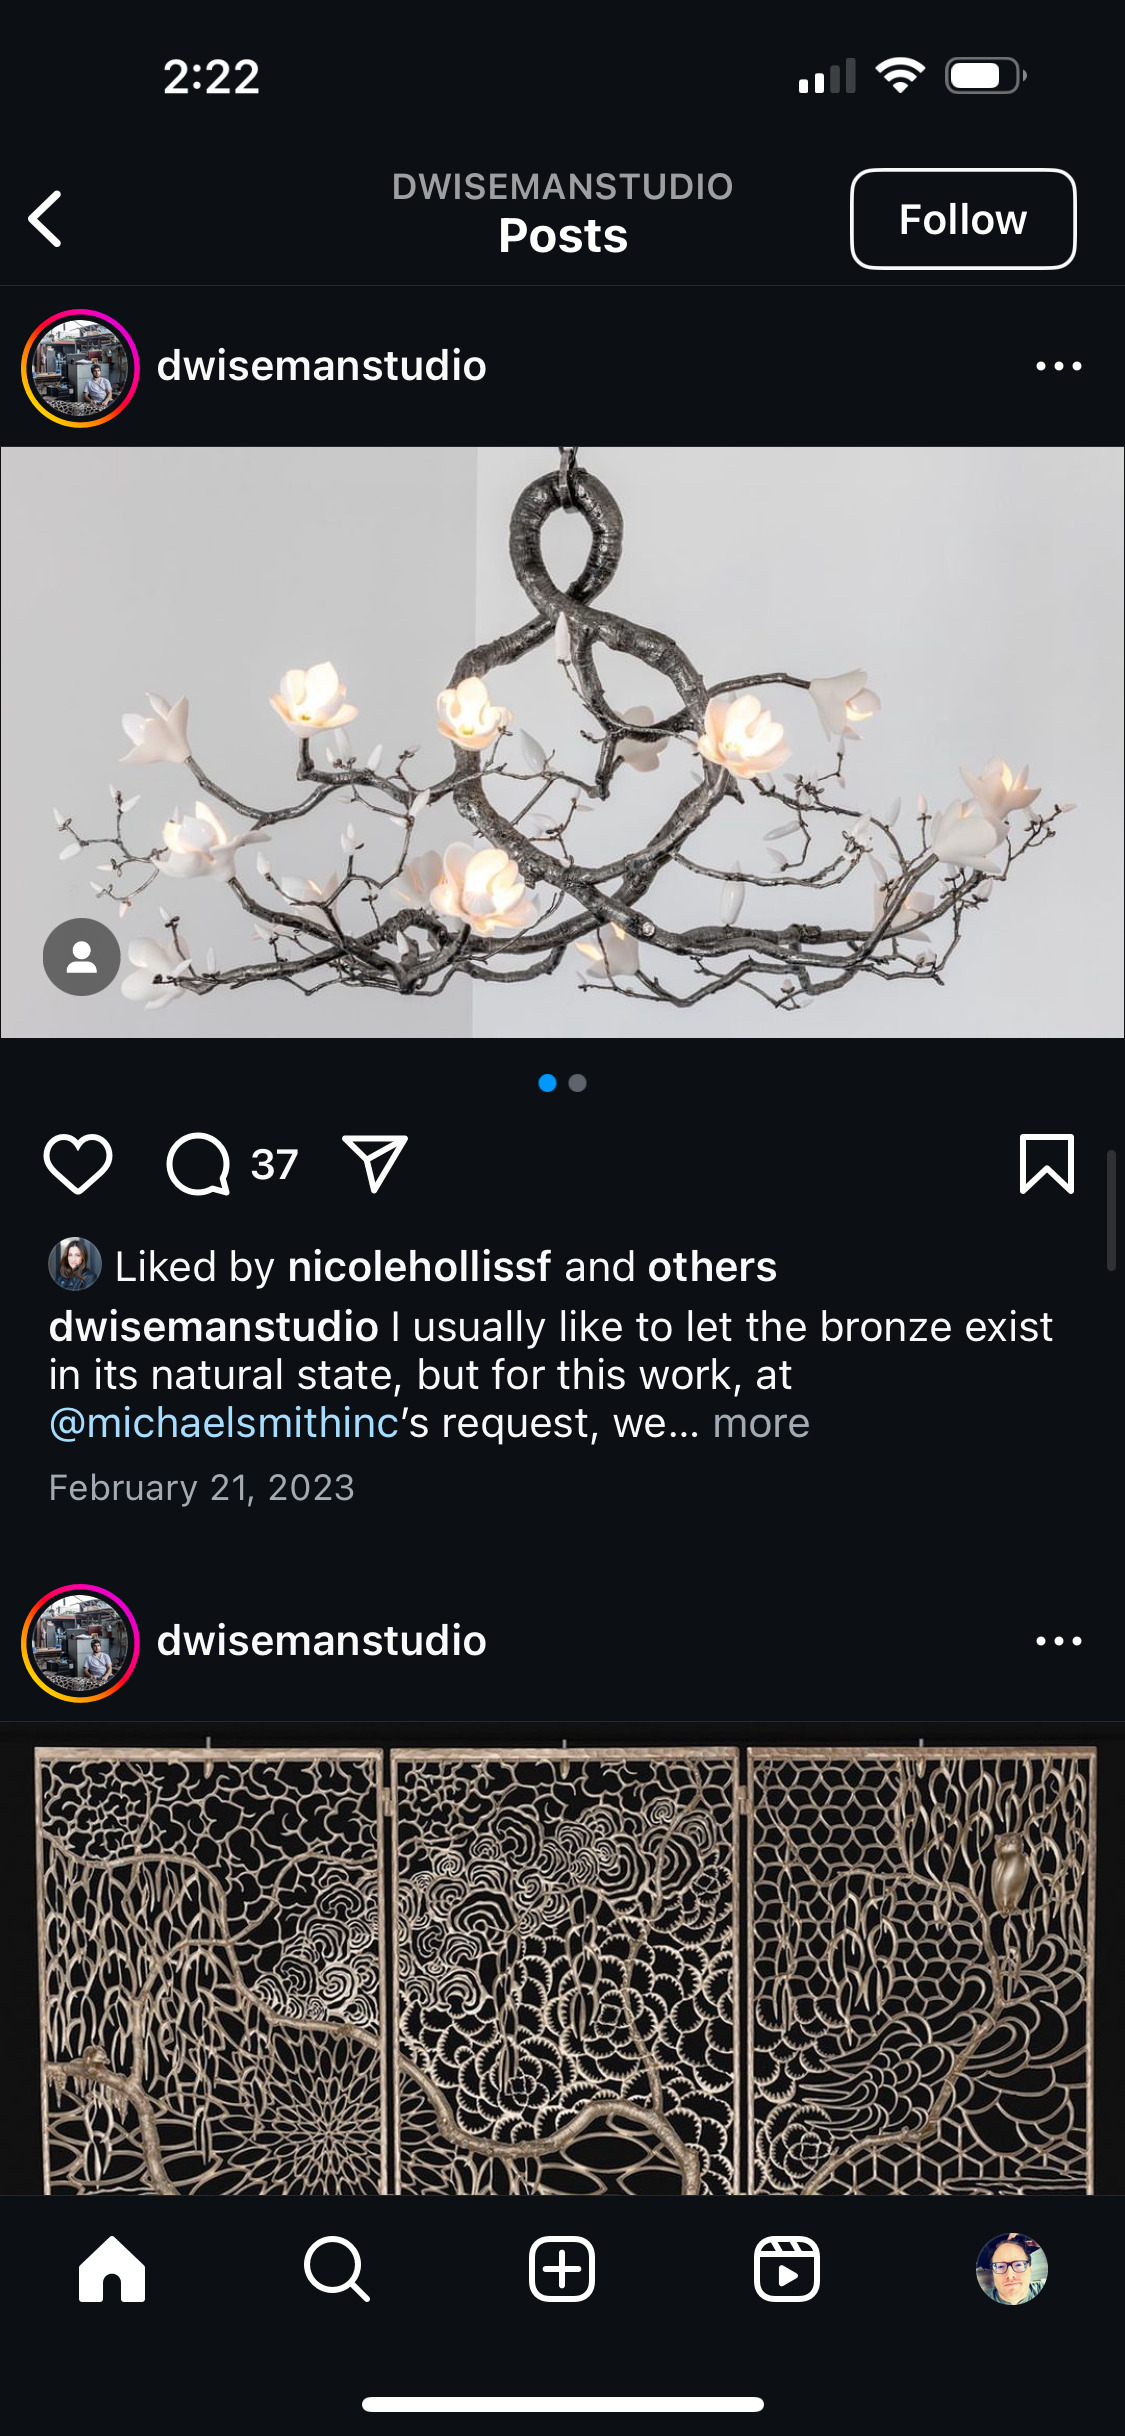 2:22
DWISEMANSTUDIO
Posts
Follow
dwisemanstudio
37
Liked by nicolehollissf and others
dwisemanstudio I usually like to let the bronze exist
in its natural state, but for this work, at
@michaelsmithinc’s request, we... more
February 21, 2023
dwisemanstudio